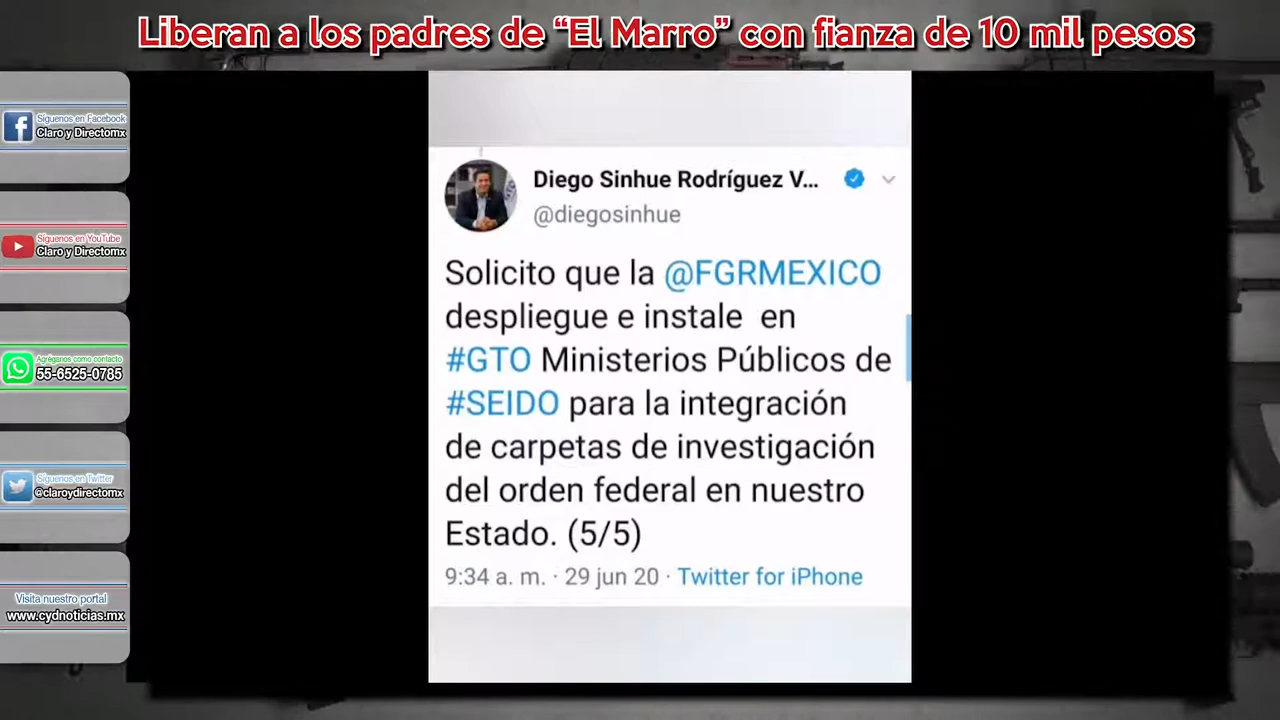 Liberan a los padres de “El Marro” con fianza de 10 mil pesos
Síguenos en Facebook
Claro y Directomx
Síguenos en YouTube
Claro y Directomx
Agréganos como contacto
55-6525-0785
Síguenos en Twitter
@claroydirectomx
Visita nuestro portal
www.cydnoticias.mx
Diego Sinhue Rodríguez V...
@diegosinhue
Solicito que la @FGRMEXICO
despliegue e instale en
#GTO Ministerios Públicos de
#SEIDO para la integración
de carpetas de investigación
del orden federal en nuestro
Estado. (5/5)
9:34 a. m. · 29 jun 20 · Twitter for iPhone